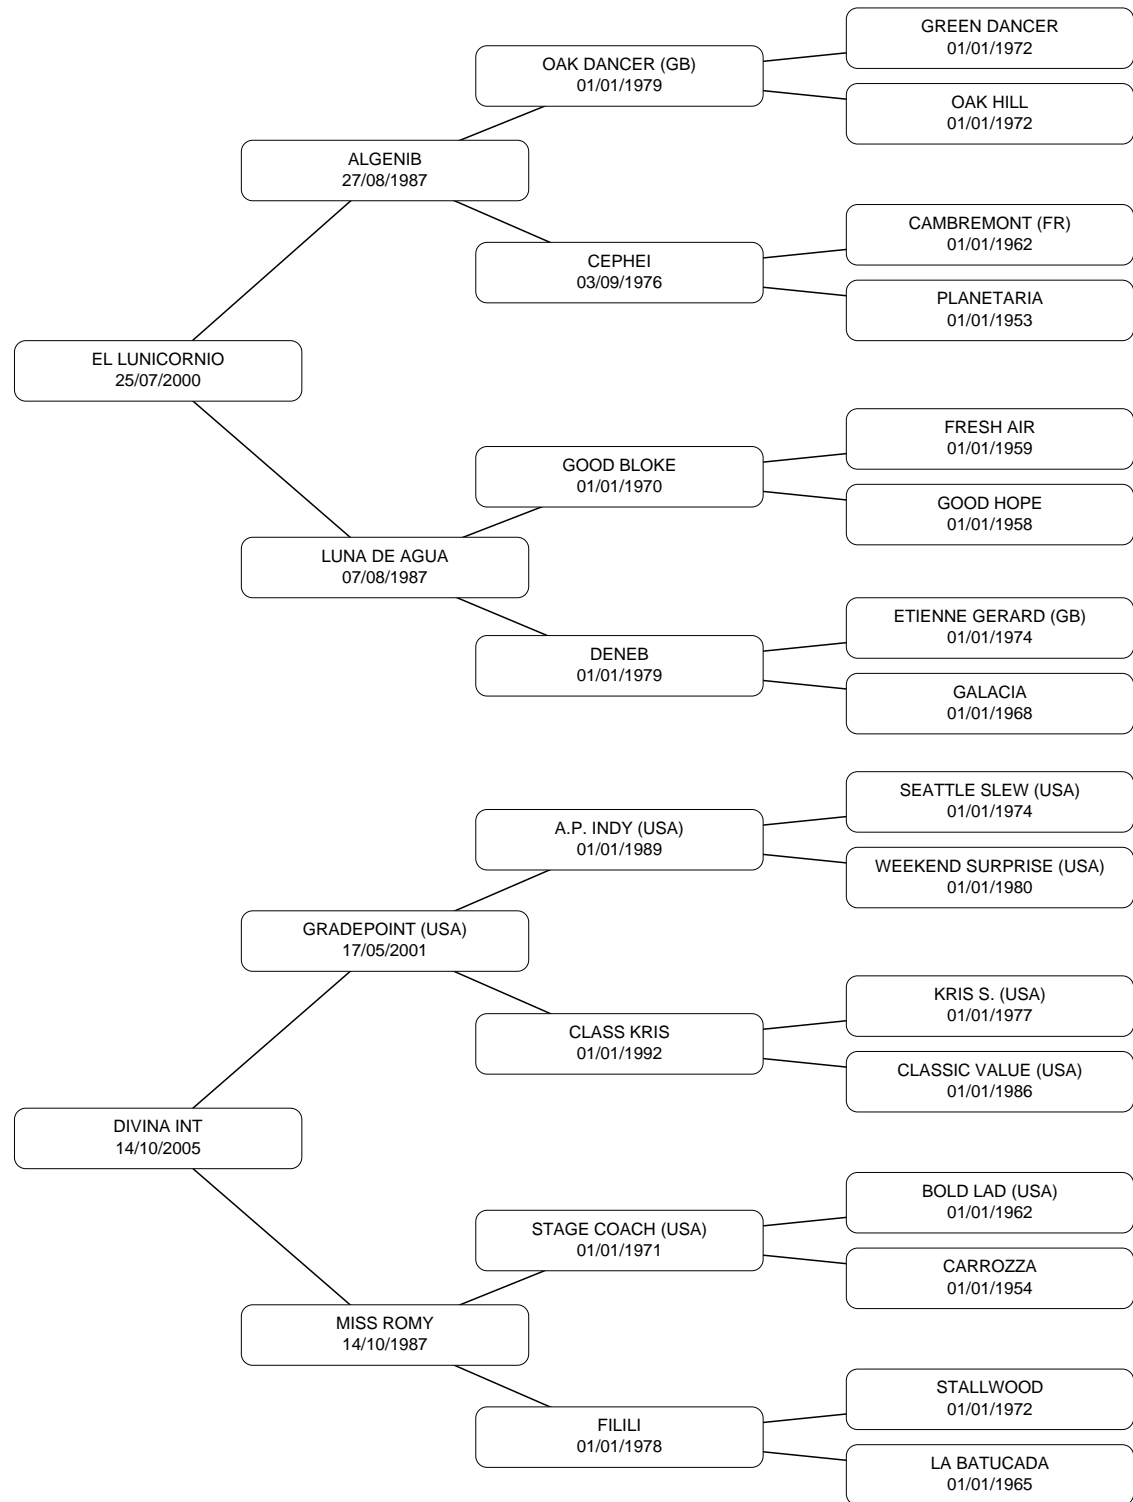 GREEN DANCER
01/01/1972
OAK DANCER (GB)
01/01/1979
OAK HILL
01/01/1972
ALGENIB
27/08/1987
CAMBREMONT (FR)
01/01/1962
CEPHEI
03/09/1976
PLANETARIA
01/01/1953
EL LUNICORNIO
25/07/2000
FRESH AIR
01/01/1959
GOOD BLOKE
01/01/1970
GOOD HOPE
01/01/1958
LUNA DE AGUA
07/08/1987
ETIENNE GERARD (GB)
01/01/1974
DENEB
01/01/1979
GALACIA
01/01/1968
SEATTLE SLEW (USA)
01/01/1974
A.P. INDY (USA)
01/01/1989
WEEKEND SURPRISE (USA)
01/01/1980
GRADEPOINT (USA)
17/05/2001
KRIS S. (USA)
01/01/1977
CLASS KRIS
01/01/1992
CLASSIC VALUE (USA)
01/01/1986
DIVINA INT
14/10/2005
BOLD LAD (USA)
01/01/1962
STAGE COACH (USA)
01/01/1971
CARROZZA
01/01/1954
MISS ROMY
14/10/1987
STALLWOOD
01/01/1972
FILILI
01/01/1978
LA BATUCADA
01/01/1965